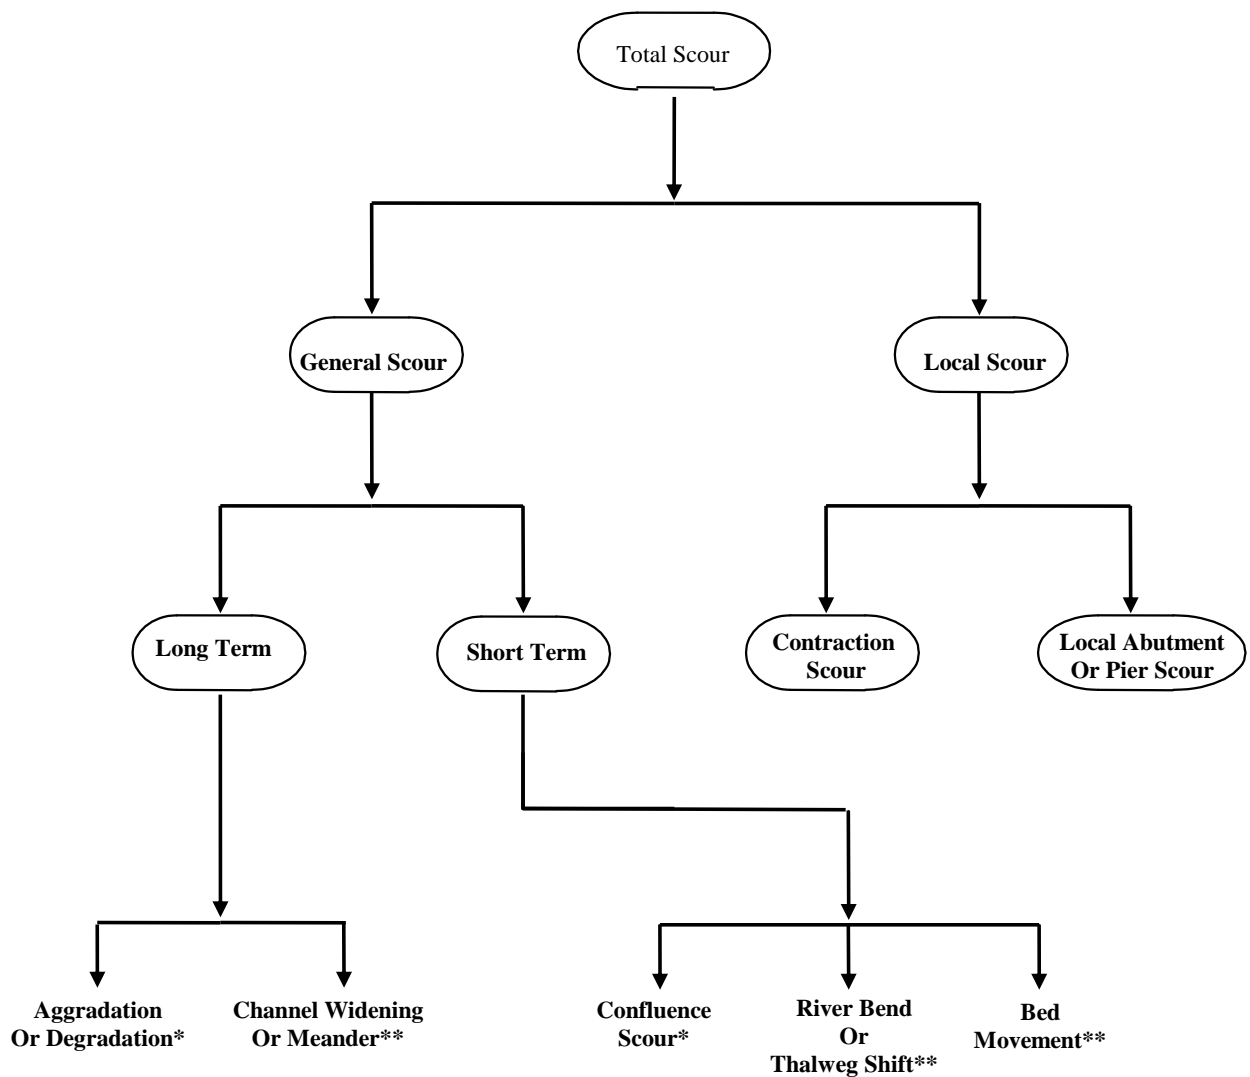 Total Scour
General Scour
Local Scour
Long Term
Short Term
Contraction
Scour
Local Abutment
Or Pier Scour
Aggradation
Or Degradation*
Channel Widening
Or Meander**
Confluence
Scour*
River Bend
Or
Thalweg Shift**
Bed
Movement**